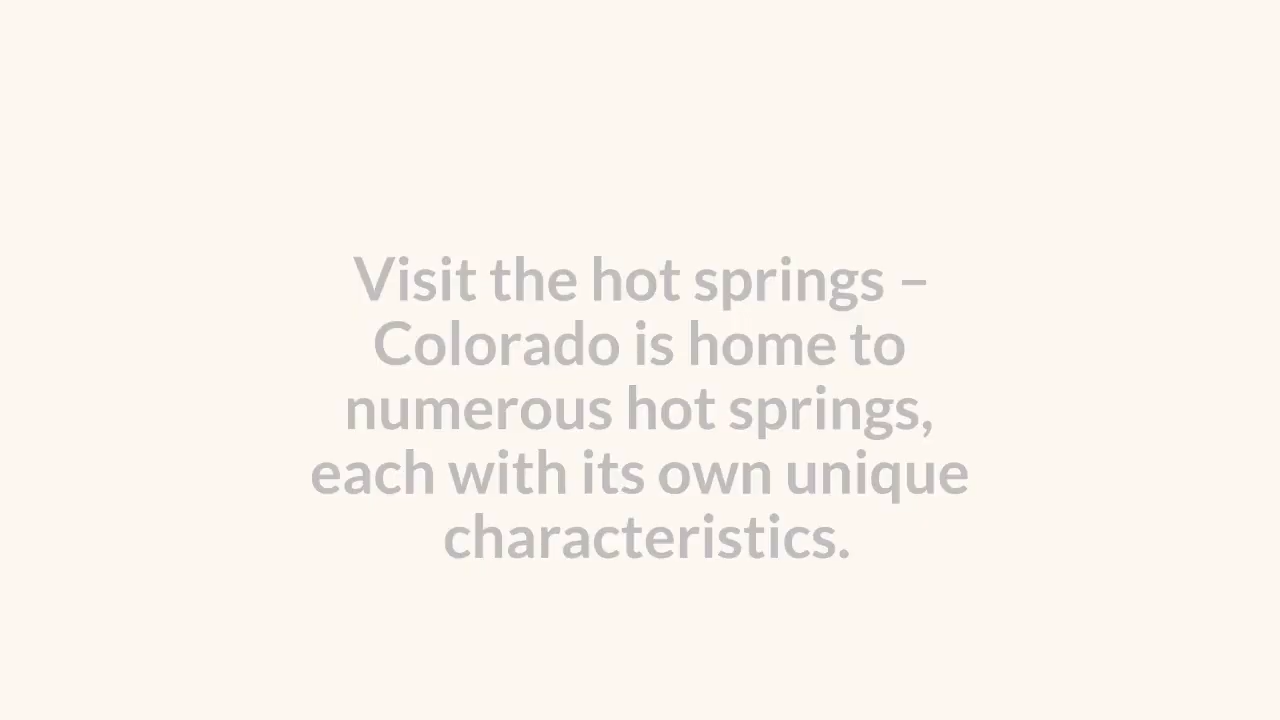 Visit the hot springs –
Colorado is home to
numerous hot springs,
each with its own unique
characteristics.